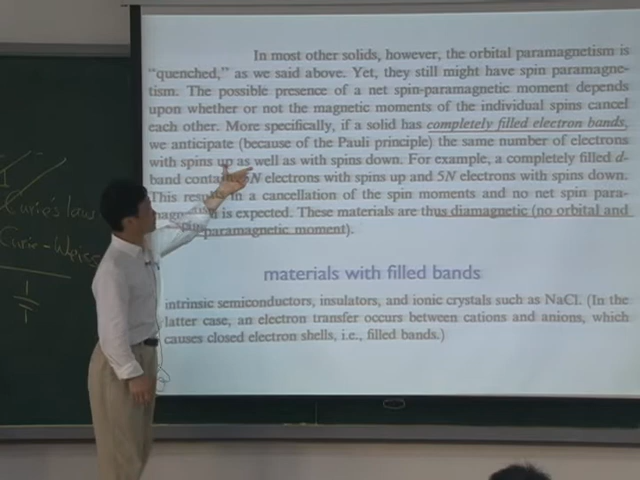 In most other solids, however, the orbital paramagnetism is
"quenched," as we said above. Yet, they still might have spin paramagne-
tism. The possible presence of a net spin-paramagnetic moment depends
upon whether or not the magnetic moments of the individual spins cancel
each other. More specifically, if a solid has completely filled electron bands,
we anticipate (because of the Pauli principle) the same number of electrons
with spins up as well as with spins down. For example, a completely filled d-
band contains 5N electrons with spins up and 5N electrons with spins down.
This results in a cancellation of the spin moments and no net spin para-
magnetism is expected. These materials are thus diamagnetic (no orbital and
paramagnetic moment).
materials with filled bands
intrinsic semiconductors, insulators, and ionic crystals such as NaCl. (In the
latter case, an electron transfer occurs between cations and anions, which
causes closed electron shells, i.e., filled bands.)
Curie's law
Curie-Weiss
1
T